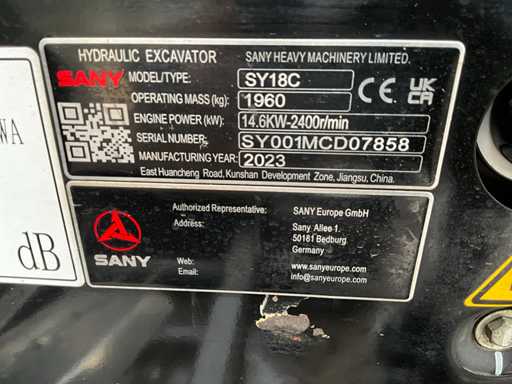 HYDRAULIC EXCAVATOR SANY HEAVY MACHINERY LIMITED.
SANY MODEL/TYPE: SY18C
OPERATING MASS (kg): 1960
ENGINE POWER (kW): 14.6KW-2400r/min
SERIAL NUMBER: SY001MCD07858
MANUFACTURING YEAR: 2023
East Huancheng Road, Kunshan Development Zone, Jiangsu, China.
CE UK CA
WA
dB
Authorized Representative: SANY Europe GmbH
Address: Sany Allee 1.
50181 Bedburg
Germany
SANY
Web: www.sanyeurope.com
Email: info@sanyeurope.com